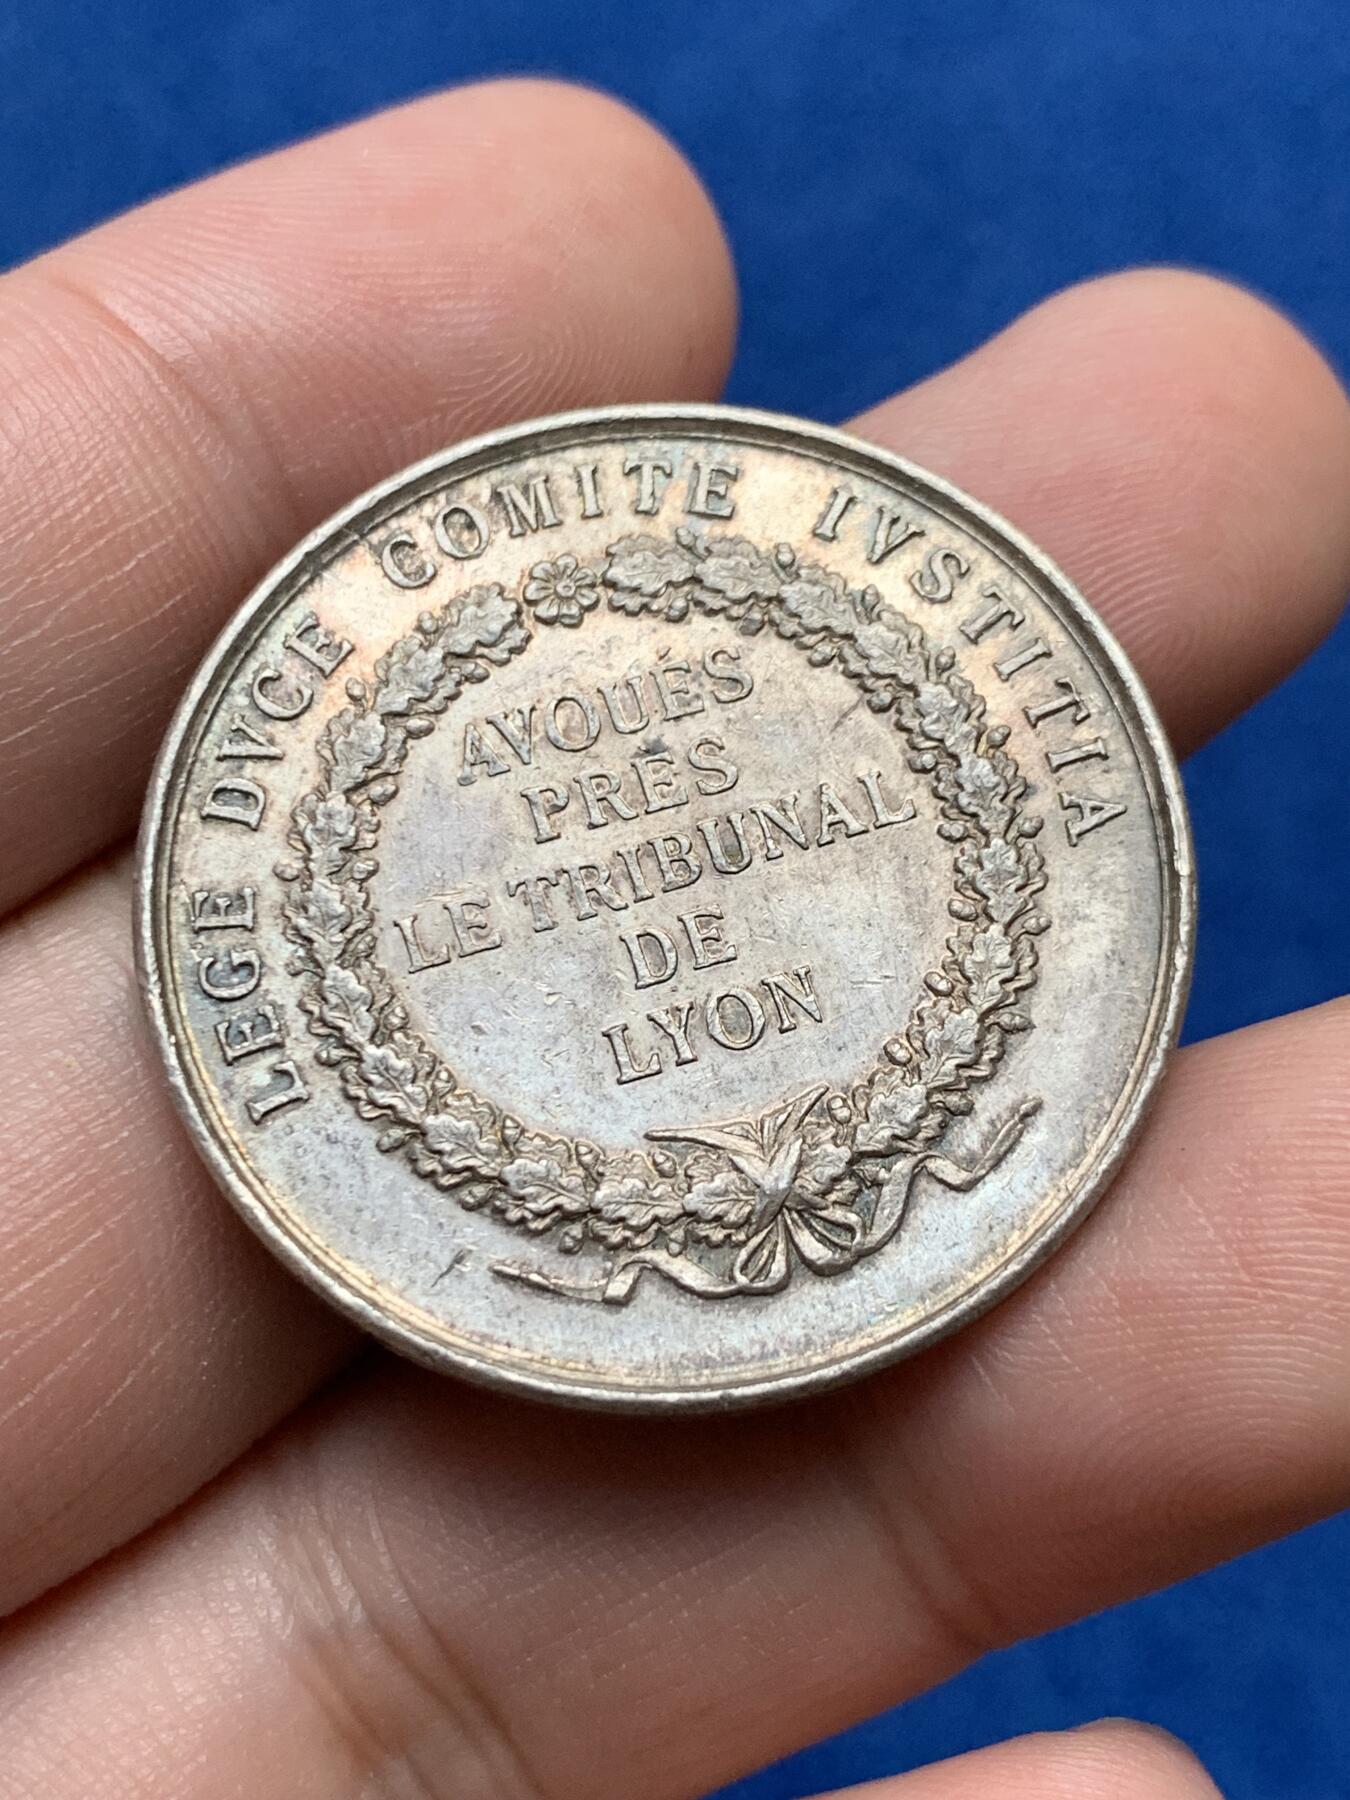 LEGE DVCE COMITE IVSTITIA
AVOUÉS
PRÈS
LE TRIBUNAL
DE
LYON